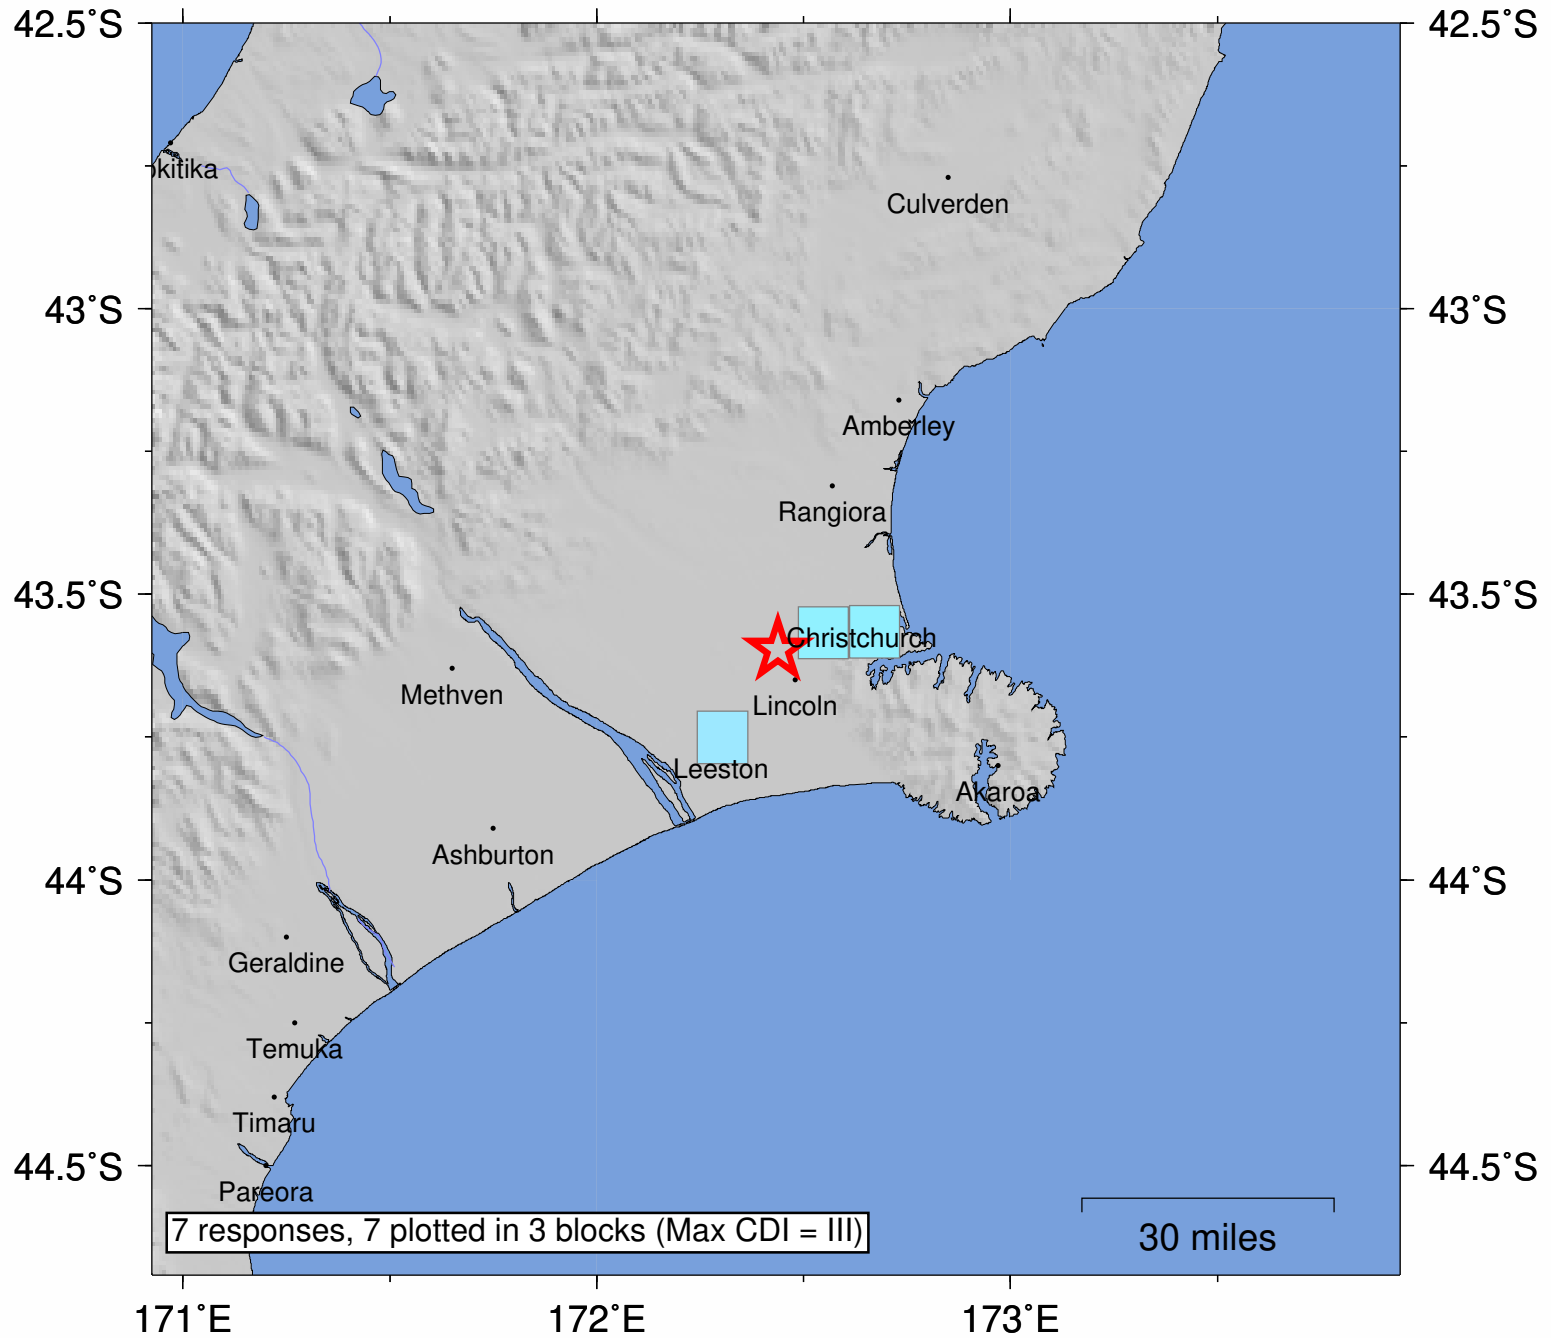 42.5°S
42.5°S
okitika
Culverden
43°S
43°S
Amberley
Rangiora
43.5°S
43.5°S
Christchurch
Methven
Lincoln
Leeston
Akaroa
Ashburton
44°S
44°S
Geraldine
Temuka
Timaru
44.5°S
44.5°S
Pareora
7 responses, 7 plotted in 3 blocks (Max CDI = III)
30 miles
171°E
172°E
173°E